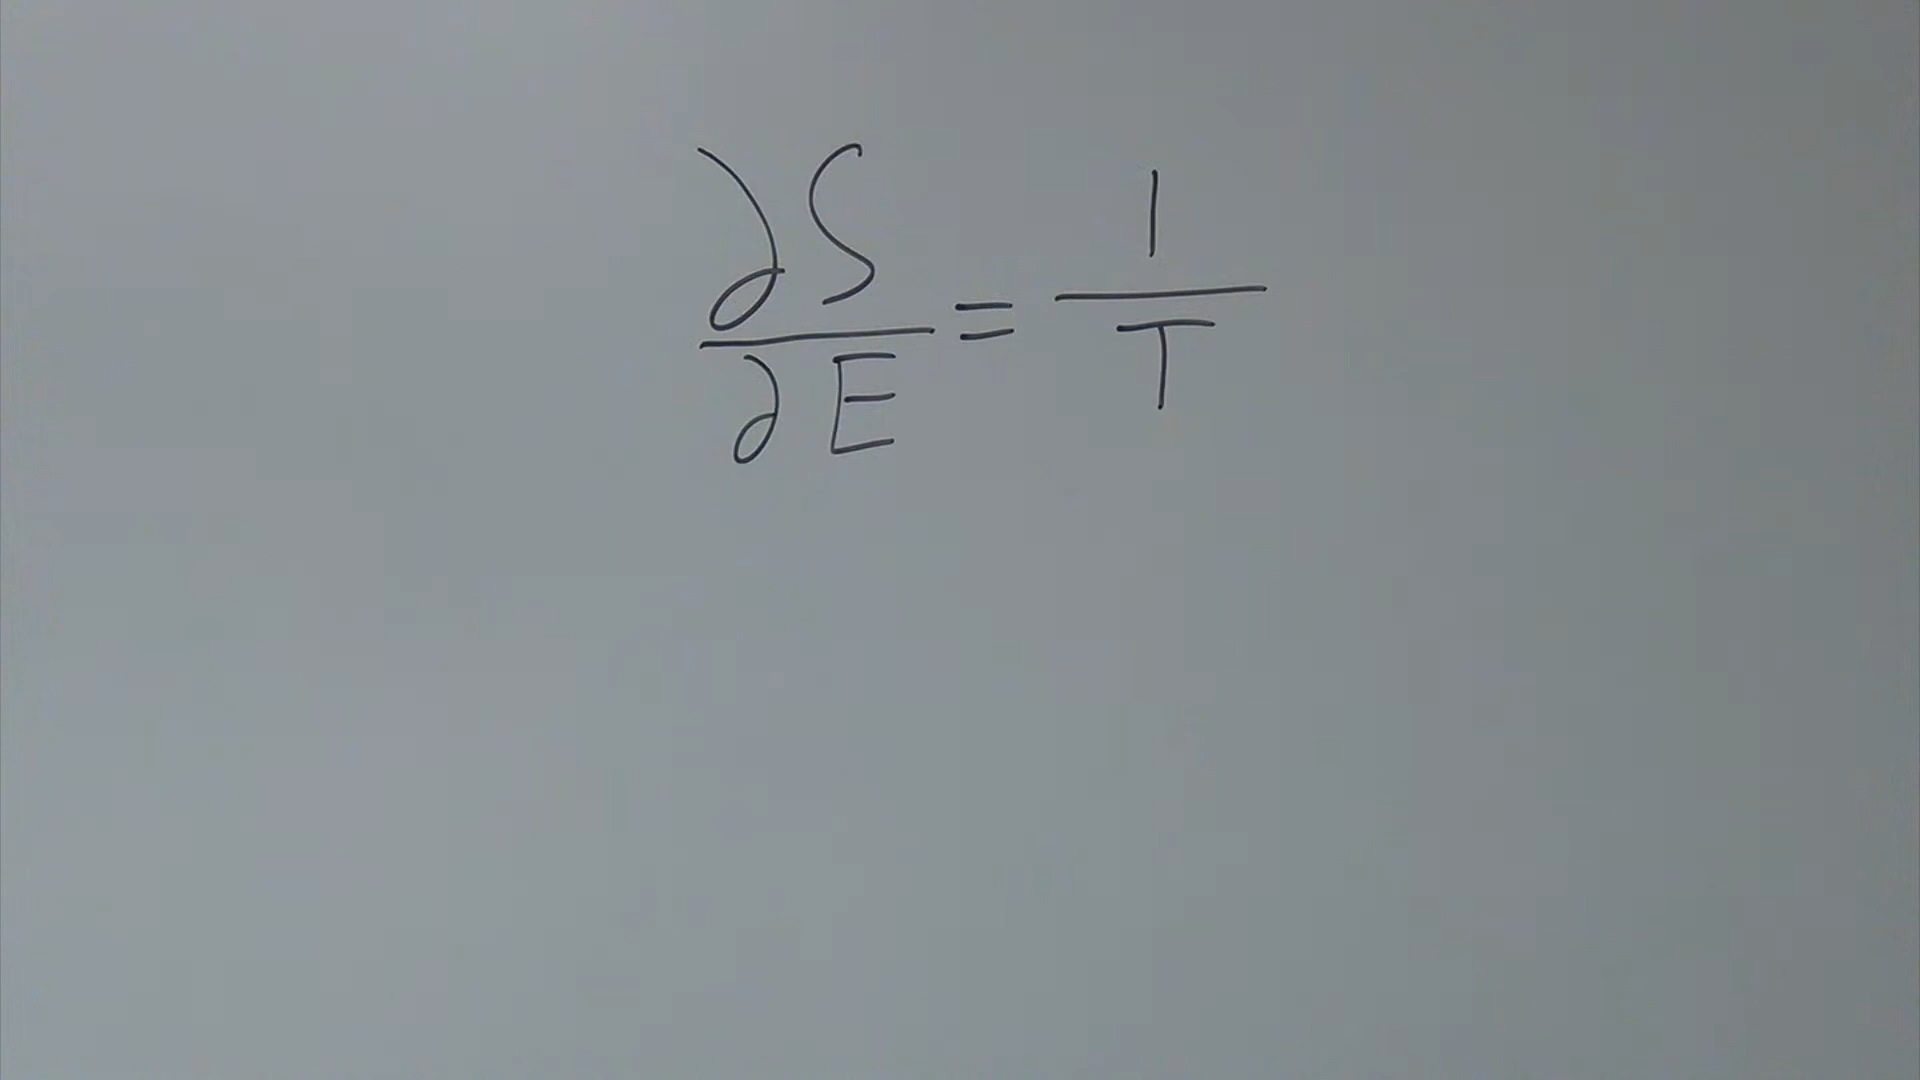 ∂S/∂E = 1/T